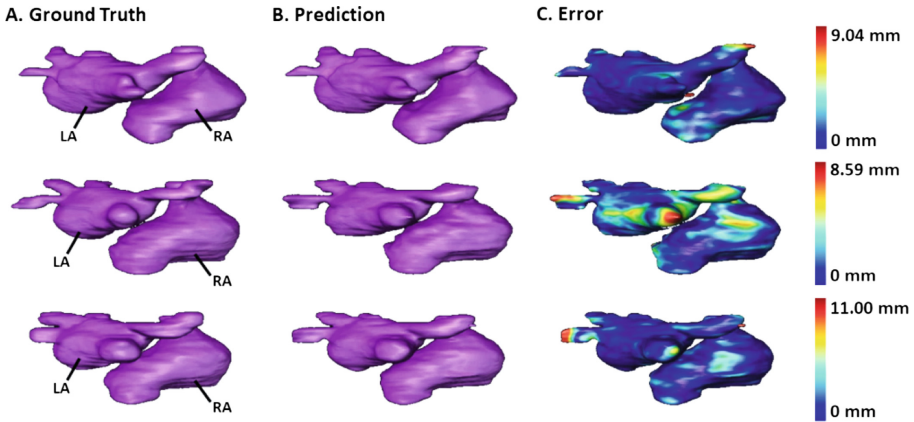 A. Ground Truth
B. Prediction
C. Error
LA
RA
9.04 mm
0 mm
LA
RA
8.59 mm
0 mm
LA
RA
11.00 mm
0 mm